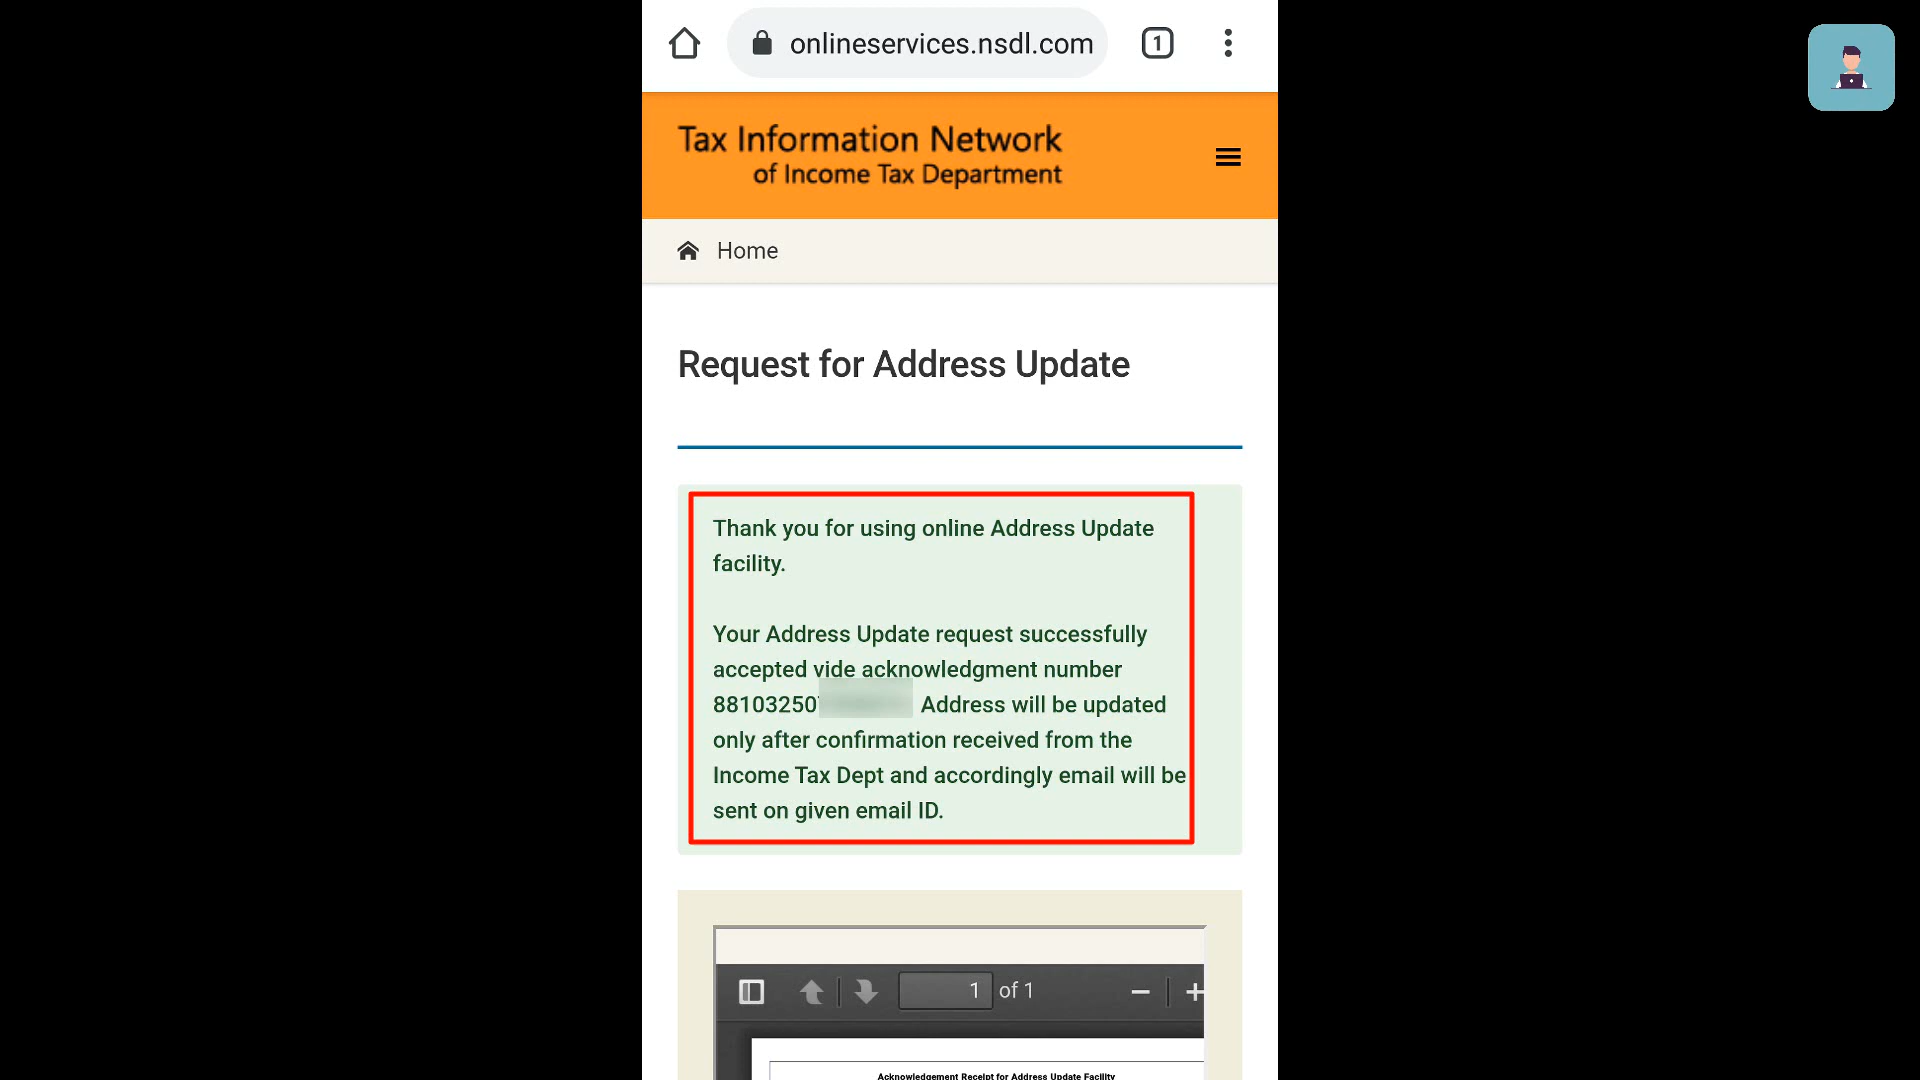 onlineservices.nsdl.com
1
Tax Information Network
of Income Tax Department
Home
Request for Address Update
Thank you for using online Address Update
facility.
Your Address Update request successfully
accepted vide acknowledgment number
88103250 Address will be updated
only after confirmation received from the
Income Tax Dept and accordingly email will be
sent on given email ID.
1 of 1
Acknowledgement Receipt for Address Update Facility